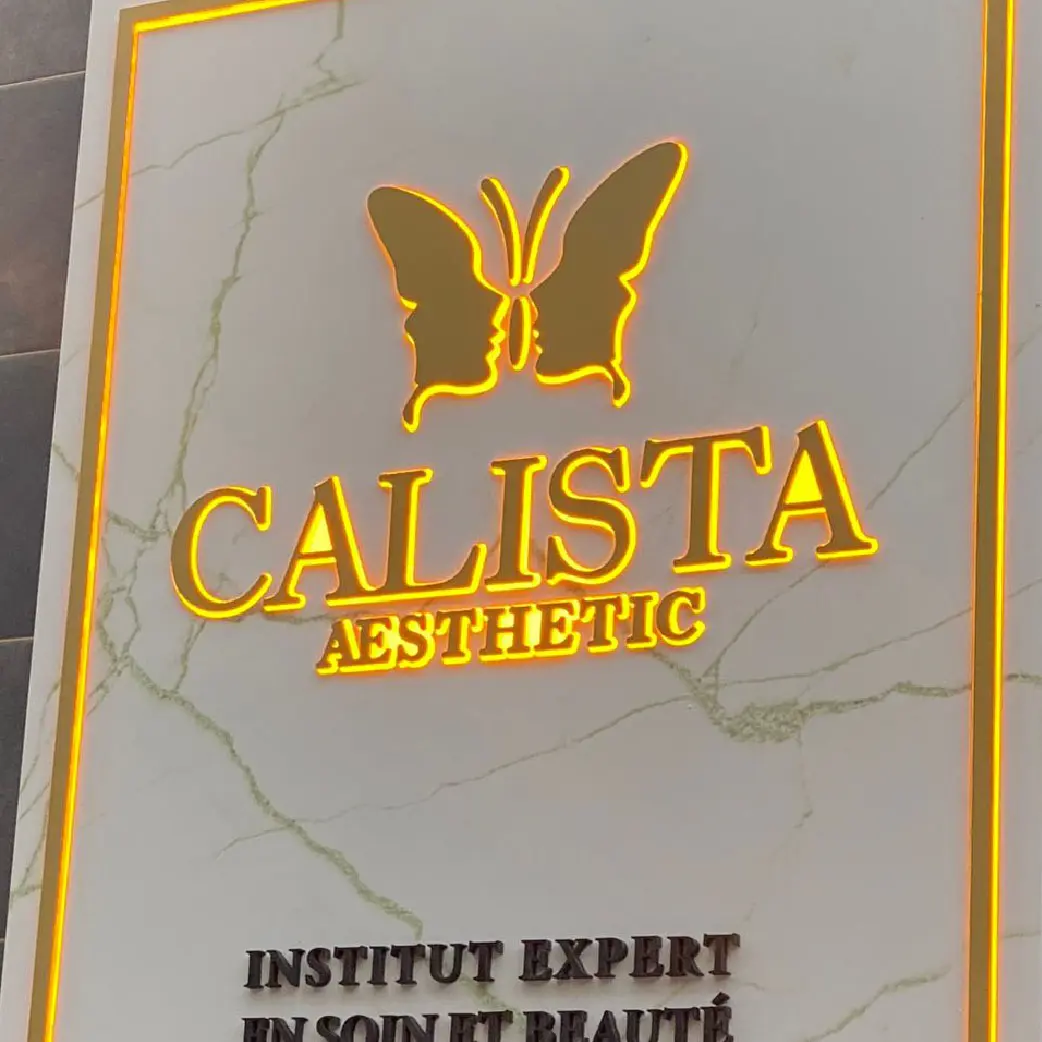 CALISTA
AESTHETIC
INSTITUT EXPERT
EN SOIN ET BEAUTÉ